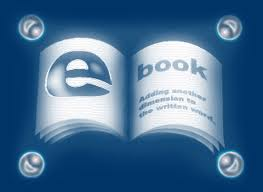 e
book
Adding another
dimension to
the written word.